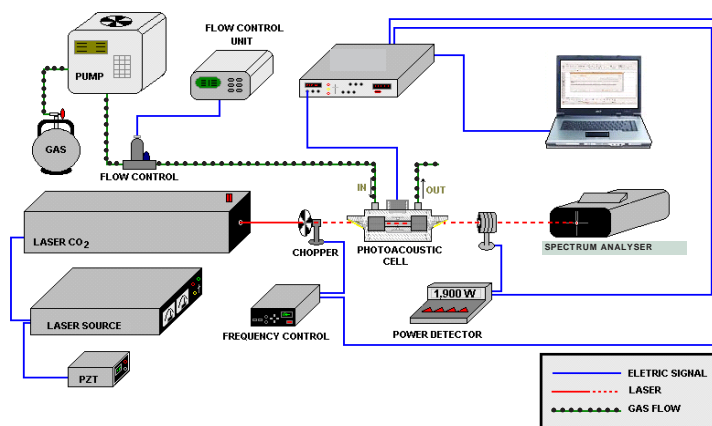 FLOW CONTROL
UNIT
PUMP
GAS
FLOW CONTROL
IN
OUT
LASER CO2
CHOPPER
PHOTOACOUSTIC
CELL
SPECTRUM ANALYSER
LASER SOURCE
FREQUENCY CONTROL
1,900 W
POWER DETECTOR
PZT
ELETRIC SIGNAL
LASER
GAS FLOW